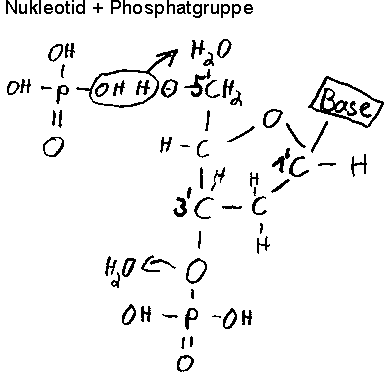 Nukleotid + Phosphatgruppe
OH H₂O
OH - P - OH H O - 5' CH₂
O
O Base
H - C 1' C - H
H H
3' C - C
H
H₂O O
OH - P - OH
O